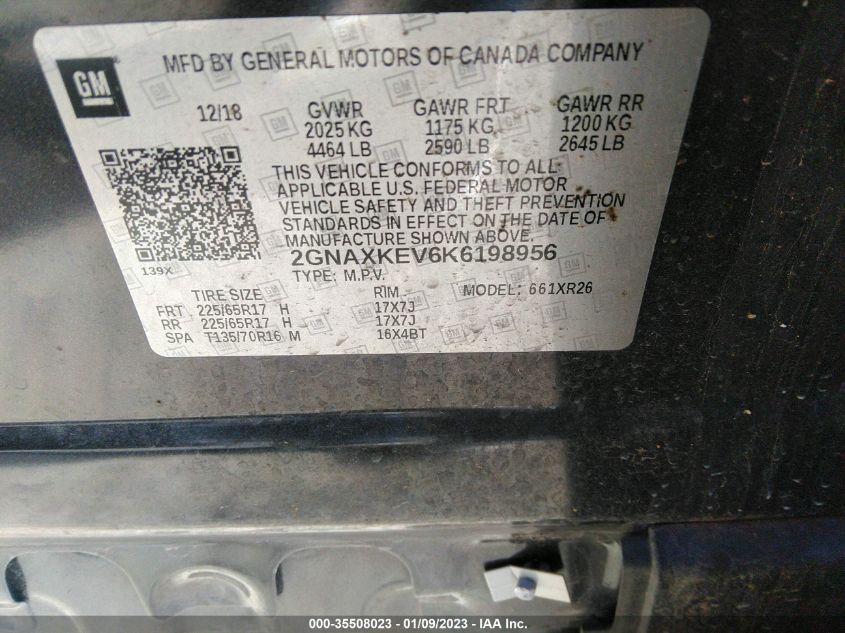 GM
MFD BY GENERAL MOTORS OF CANADA COMPANY
12/18 GVWR GAWR FRT GAWR RR
2025 KG 1175 KG 1200 KG
4464 LB 2590 LB 2645 LB
THIS VEHICLE CONFORMS TO ALL
APPLICABLE U.S. FEDERAL MOTOR
VEHICLE SAFETY AND THEFT PREVENTION
STANDARDS IN EFFECT ON THE DATE OF
MANUFACTURE SHOWN ABOVE.
139X
2GNAXKEV6K6198956
TYPE: M.P.V.
TIRE SIZE RIM MODEL: 661XR26
FRT 225/65R17 H 17X7J
RR 225/65R17 H 17X7J
SPA T135/70R16 M 16X4BT
000-35508023 - 01/09/2023 - IAA Inc.